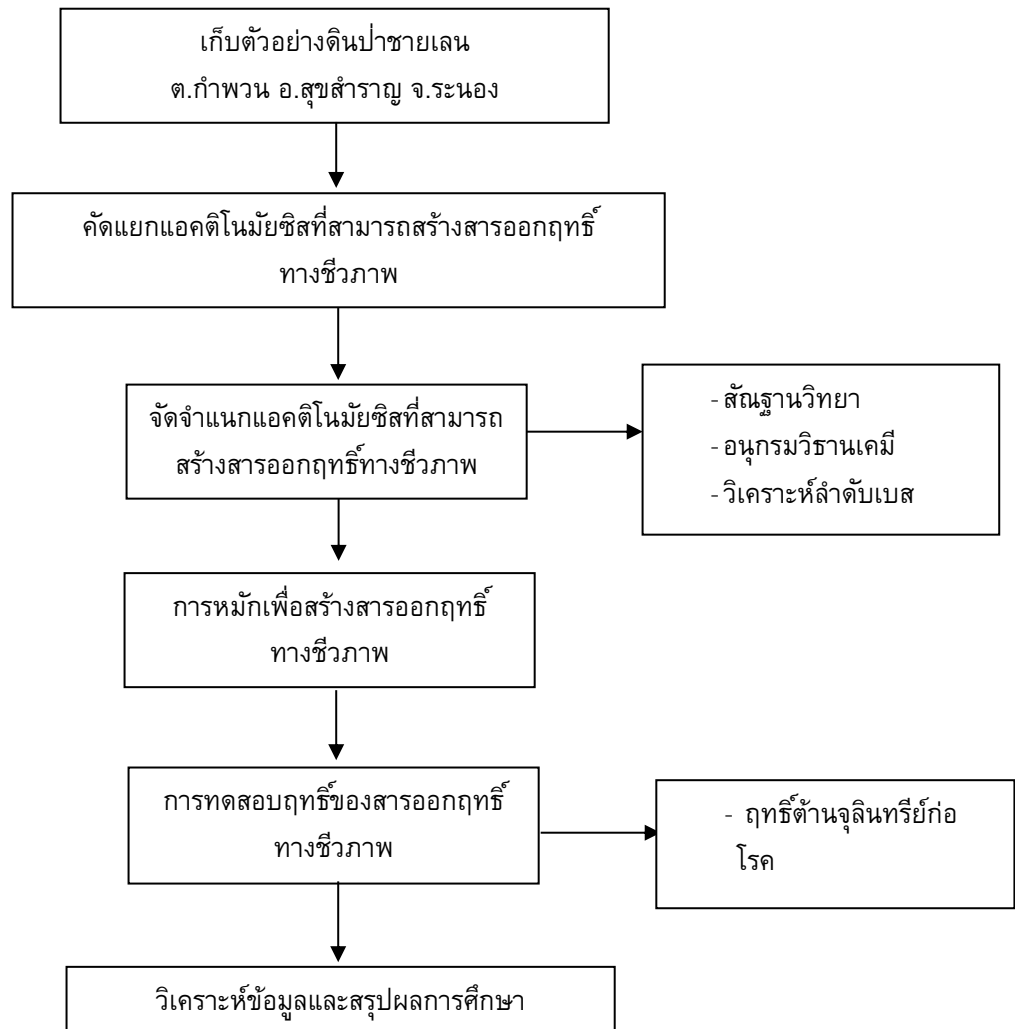 เก็บตัวอย่างดินป่าชายเลน
ต.กำพวน อ.สุขสำราญ จ.ระนอง
คัดแยกแอคติโนมัยซิสที่สามารถสร้างสารออกฤทธิ์
ทางชีวภาพ
จัดจำแนกแอคติโนมัยซิสที่สามารถ
สร้างสารออกฤทธิ์ทางชีวภาพ
- สัณฐานวิทยา
- อนุกรมวิธานเคมี
- วิเคราะห์ลำดับเบส
การหมักเพื่อสร้างสารออกฤทธิ์
ทางชีวภาพ
การทดสอบฤทธิ์ของสารออกฤทธิ์
ทางชีวภาพ
- ฤทธิ์ต้านจุลินทรีย์ก่อ
โรค
วิเคราะห์ข้อมูลและสรุปผลการศึกษา